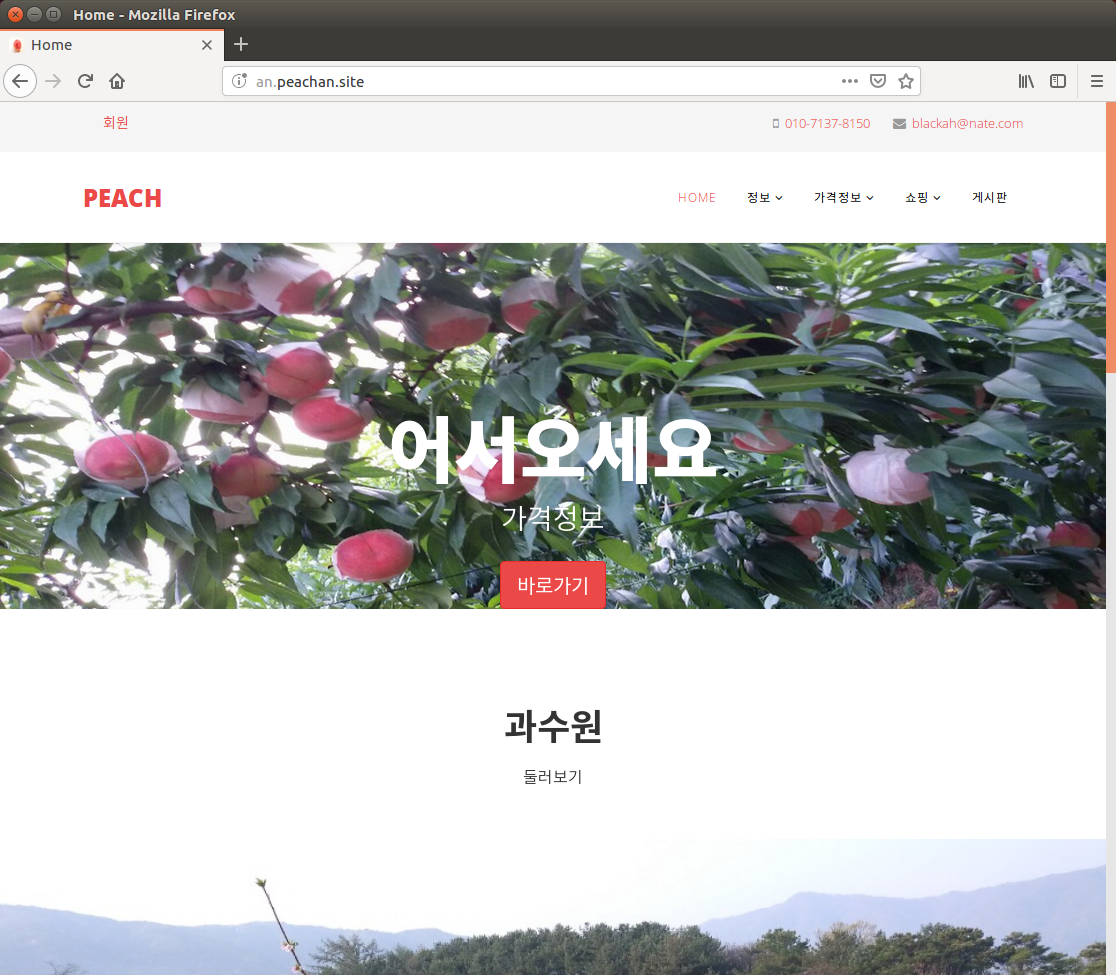 Home - Mozilla Firefox
Home
an.peachan.site
회원
010-7137-8150 blackah@nate.com
PEACH
HOME 정보 가격정보 쇼핑 게시판
어서오세요
가격정보
바로가기
과수원
둘러보기